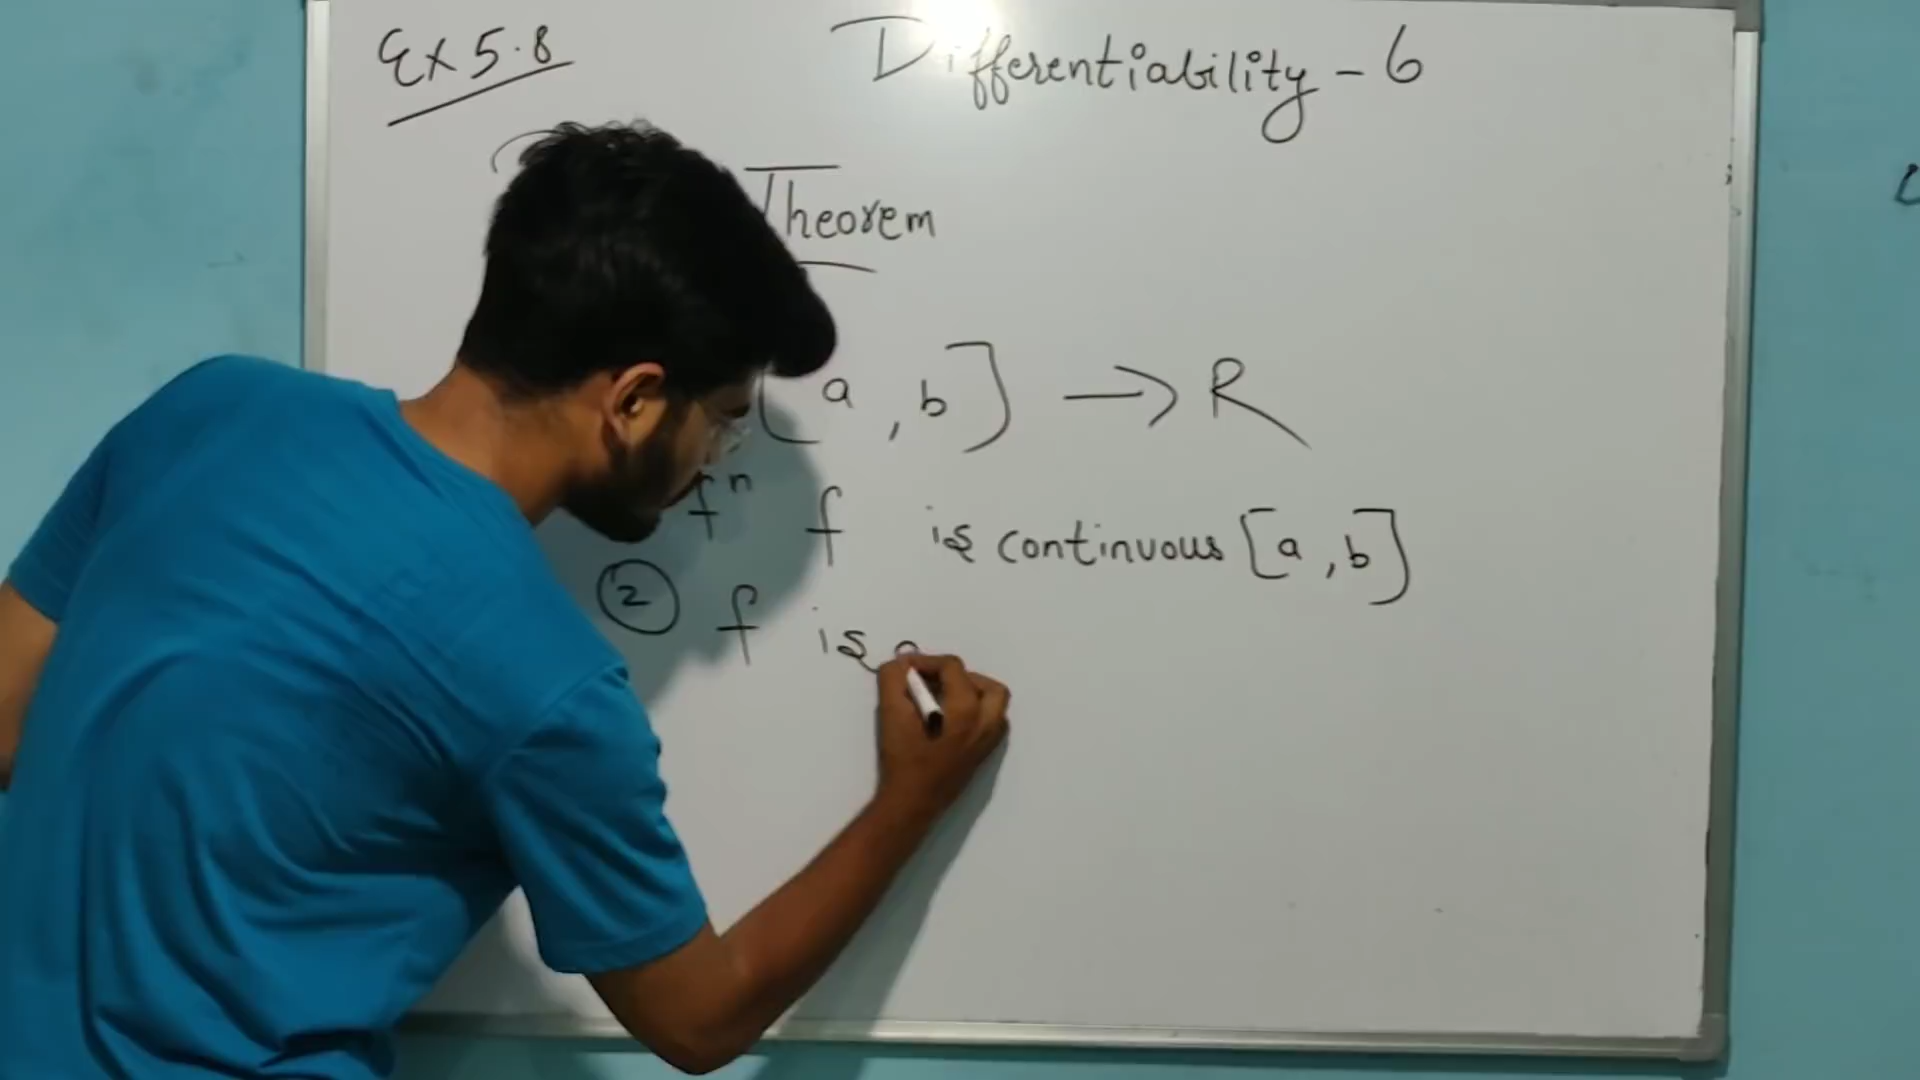 Ex 5.8
Differentiability - 6
Theorem
[a, b] → R
fⁿ f is continuous [a, b]
② f is